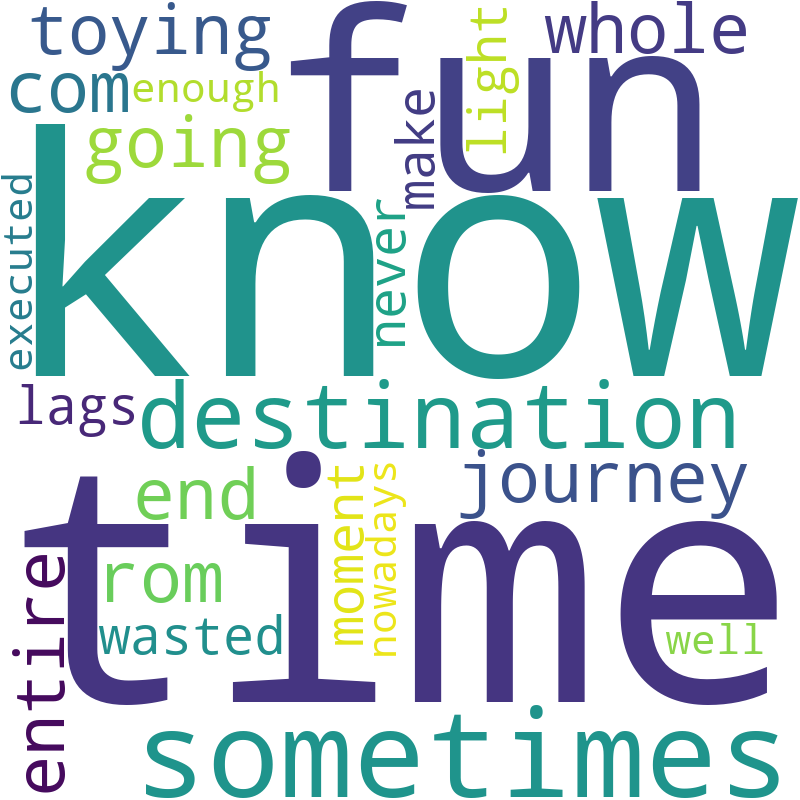 toying
fun
whole
com
enough
light
going
make
know
executed
never
lags
destination
end
journey
time
moment
nowadays
rom
entire
wasted
well
sometimes